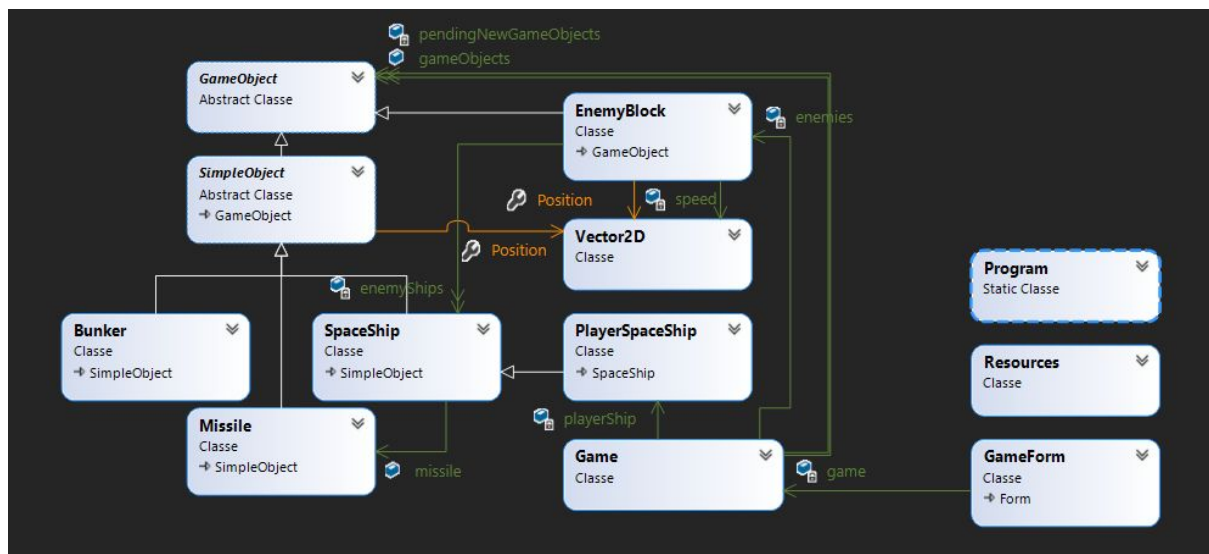 pendingNewGameObjects
gameObjects
GameObject
Abstract Classe
EnemyBlock
Classe
GameObject
enemies
SimpleObject
Abstract Classe
GameObject
Position
speed
Position
Vector2D
Classe
Program
Static Classe
enemyShips
Bunker
Classe
SimpleObject
SpaceShip
Classe
SimpleObject
PlayerSpaceShip
Classe
SpaceShip
Resources
Classe
Missile
Classe
SimpleObject
missile
playerShip
Game
Classe
game
GameForm
Classe
Form